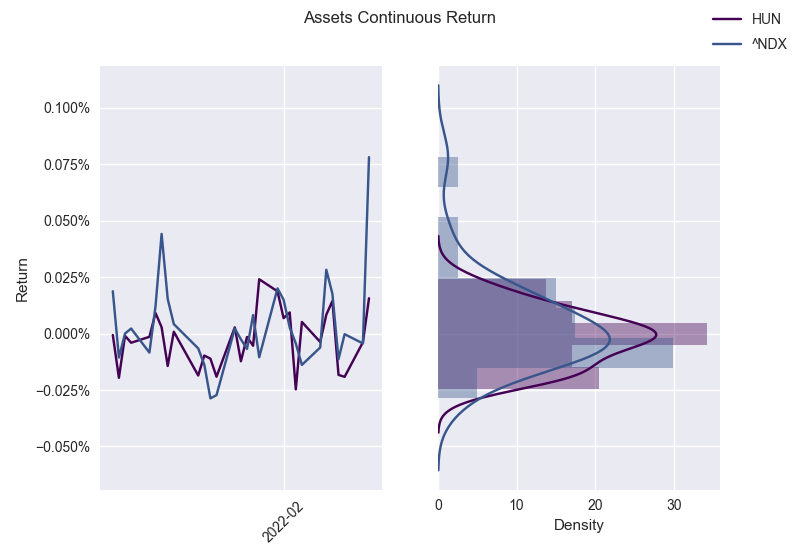 Assets Continuous Return
HUN
^NDX
Return
0.100%
0.075%
0.050%
0.025%
0.000%
−0.025%
−0.050%
2022-02
0 10 20 30
Density